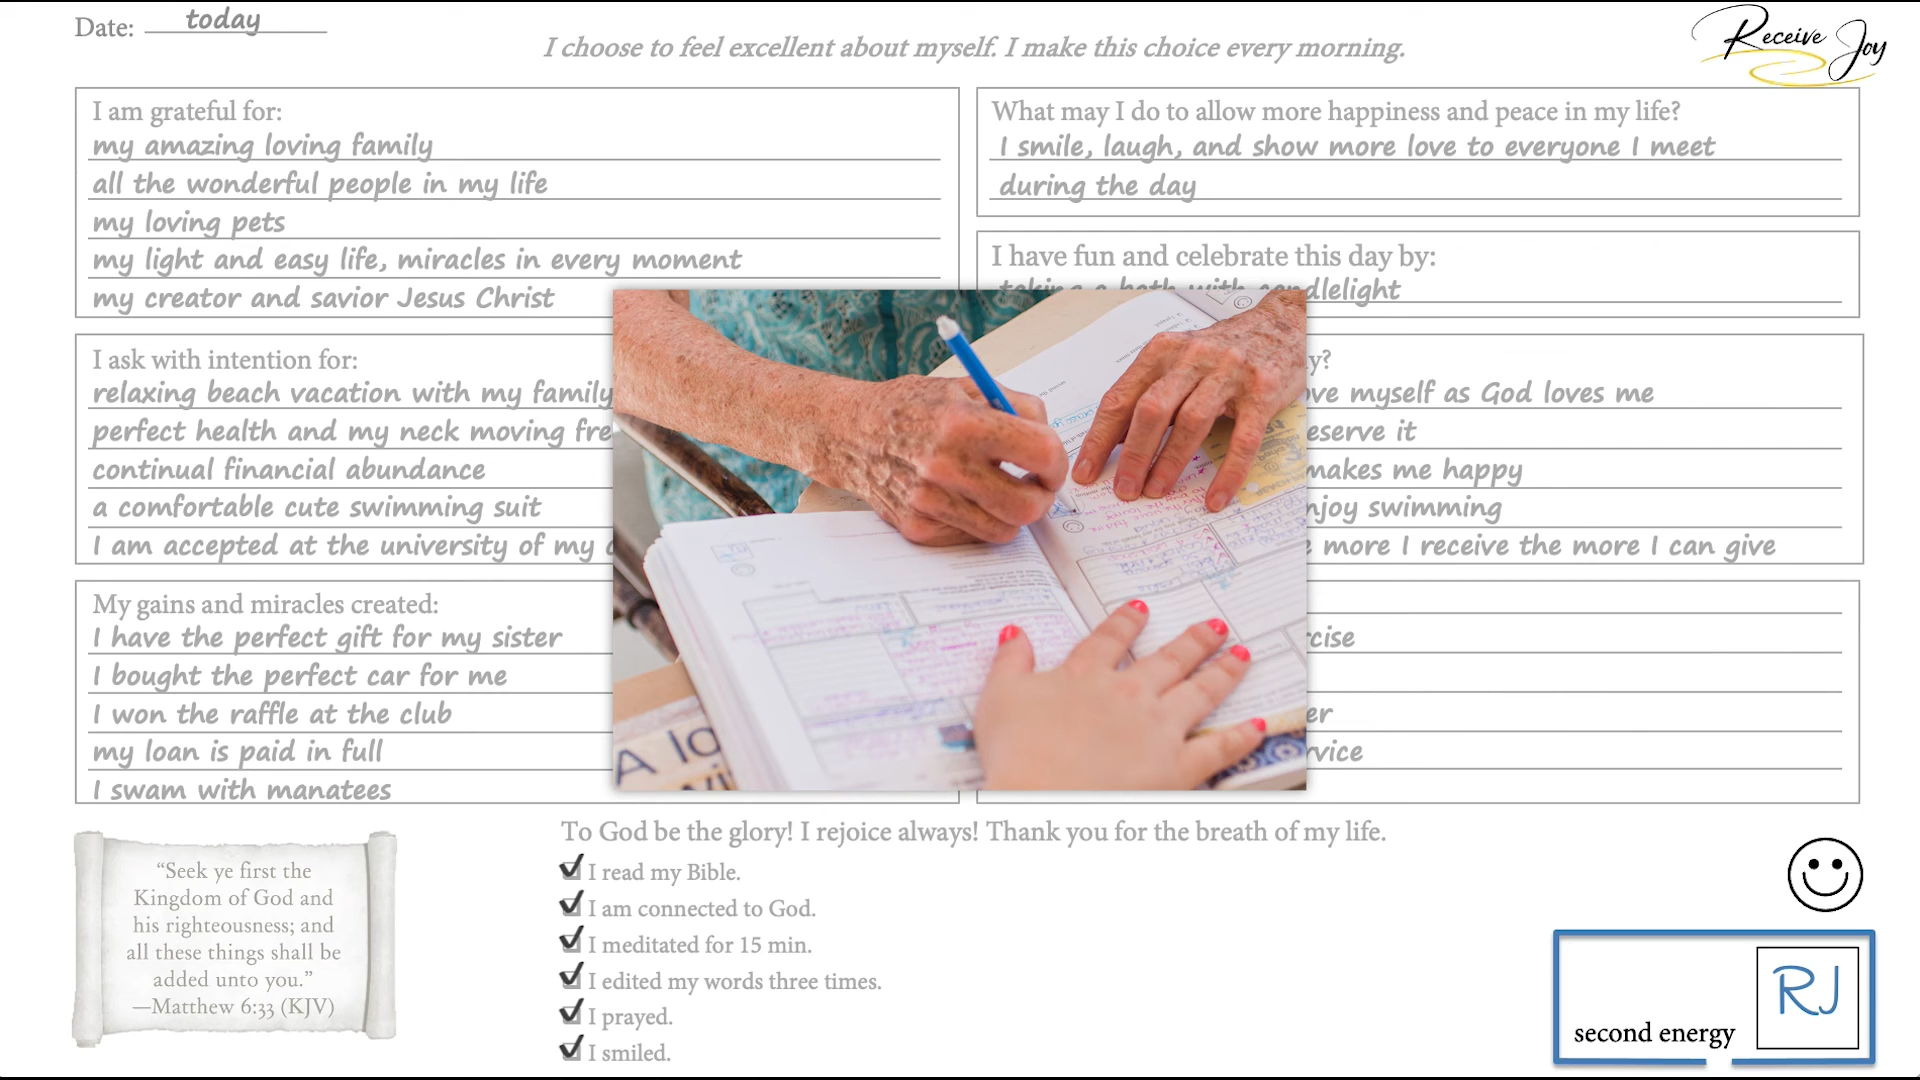 Date: today
I choose to feel excellent about myself. I make this choice every morning.
Receive Joy
I am grateful for:
my amazing loving family
all the wonderful people in my life
my loving pets
my light and easy life, miracles in every moment
my creator and savior Jesus Christ
What may I do to allow more happiness and peace in my life?
I smile, laugh, and show more love to everyone I meet
during the day
I have fun and celebrate this day by:
taking a bath with candlelight
I ask with intention for:
relaxing beach vacation with my family
perfect health and my neck moving
continual financial abundance
a comfortable cute swimming suit
I am accepted at the university of my
myself as God loves me
it
makes me happy
swimming
more I receive the more I can give
My gains and miracles created:
I have the perfect gift for my sister
I bought the perfect car for me
I won the raffle at the club
my loan is paid in full
I swam with manatees
A
“Seek ye first the
Kingdom of God and
his righteousness; and
all these things shall be
added unto you.”
—Matthew 6:33 (KJV)
To God be the glory! I rejoice always! Thank you for the breath of my life.
I read my Bible.
I am connected to God.
I meditated for 15 min.
I edited my words three times.
I prayed.
I smiled.
second energy
RJ